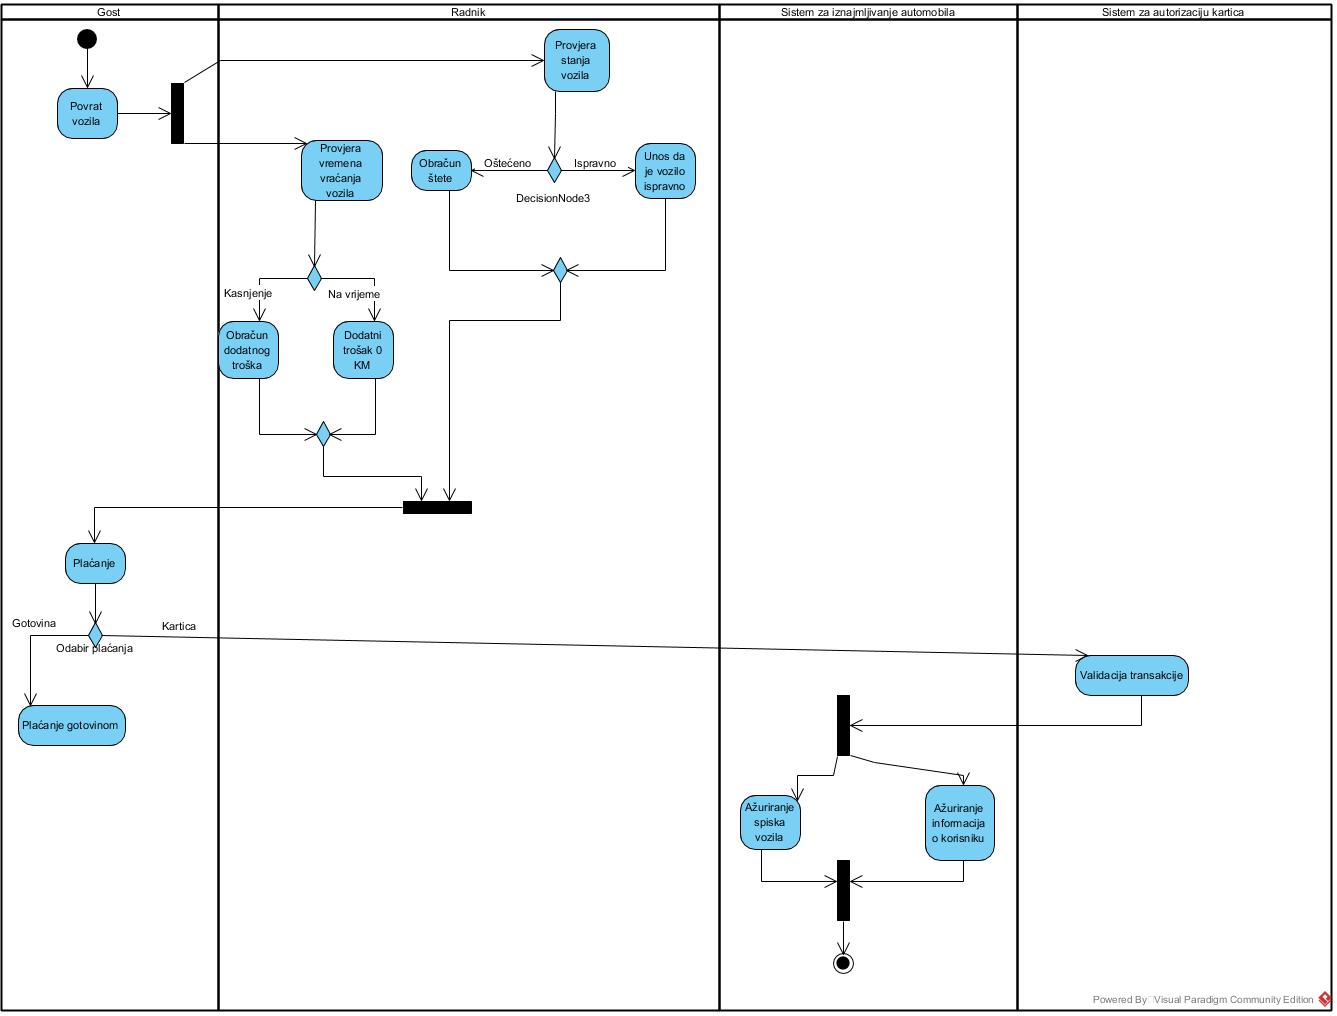 Gost
Radnik
Sistem za iznajmljivanje automobila
Sistem za autorizaciju kartica
Provjera
stanja
vozila
Povrat
vozila
Provjera
vremena
vraćanja
vozila
Obračun
štete
Oštećeno
Ispravno
Unos da
je vozilo
ispravno
DecisionNode3
Kasnjenje
Na vrijeme
Obračun
dodatnog
troška
Dodatni
trošak 0
KM
Plaćanje
Gotovina
Kartica
Odabir plaćanja
Validacija transakcije
Plaćanje gotovinom
Ažuriranje
spiska
vozila
Ažuriranje
informacija
o korisniku
Powered By Visual Paradigm Community Edition